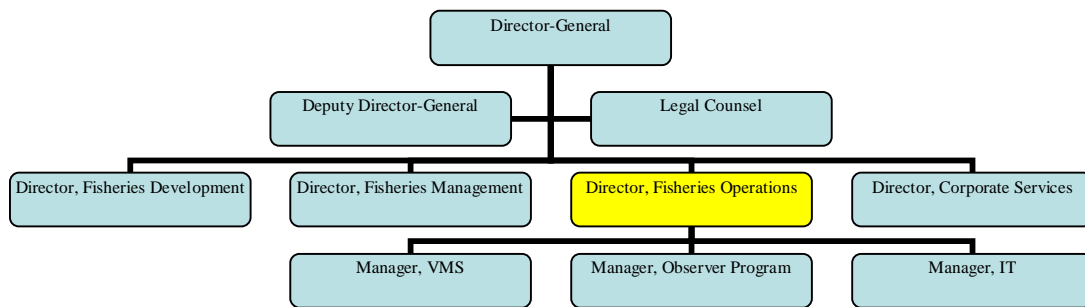 Director-General
Deputy Director-General
Legal Counsel
Director, Fisheries Development
Director, Fisheries Management
Director, Fisheries Operations
Director, Corporate Services
Manager, VMS
Manager, Observer Program
Manager, IT